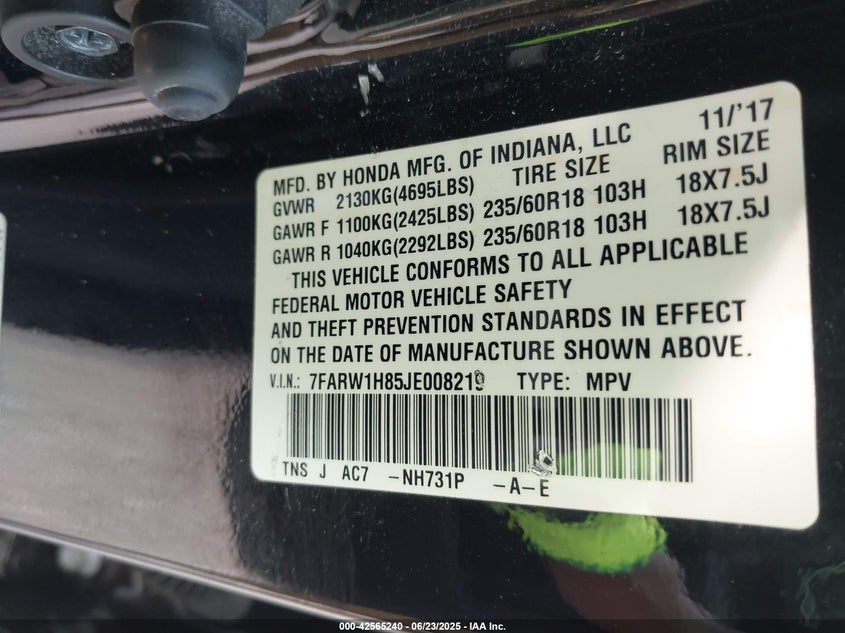 11/'17
MFD. BY HONDA MFG. OF INDIANA, LLC
GVWR 2130KG(4695LBS) TIRE SIZE RIM SIZE
GAWR F 1100KG(2425LBS) 235/60R18 103H 18X7.5J
GAWR R 1040KG(2292LBS) 235/60R18 103H 18X7.5J
THIS VEHICLE CONFORMS TO ALL APPLICABLE
FEDERAL MOTOR VEHICLE SAFETY
AND THEFT PREVENTION STANDARDS IN EFFECT
ON THE DATE OF MANUFACTURE SHOWN ABOVE.
V.I.N.: 7FARW1H85JE008219 TYPE: MPV
TNS J AC7 -NH731P -A-E
000-42565240 - 06/23/2025 - IAA Inc.